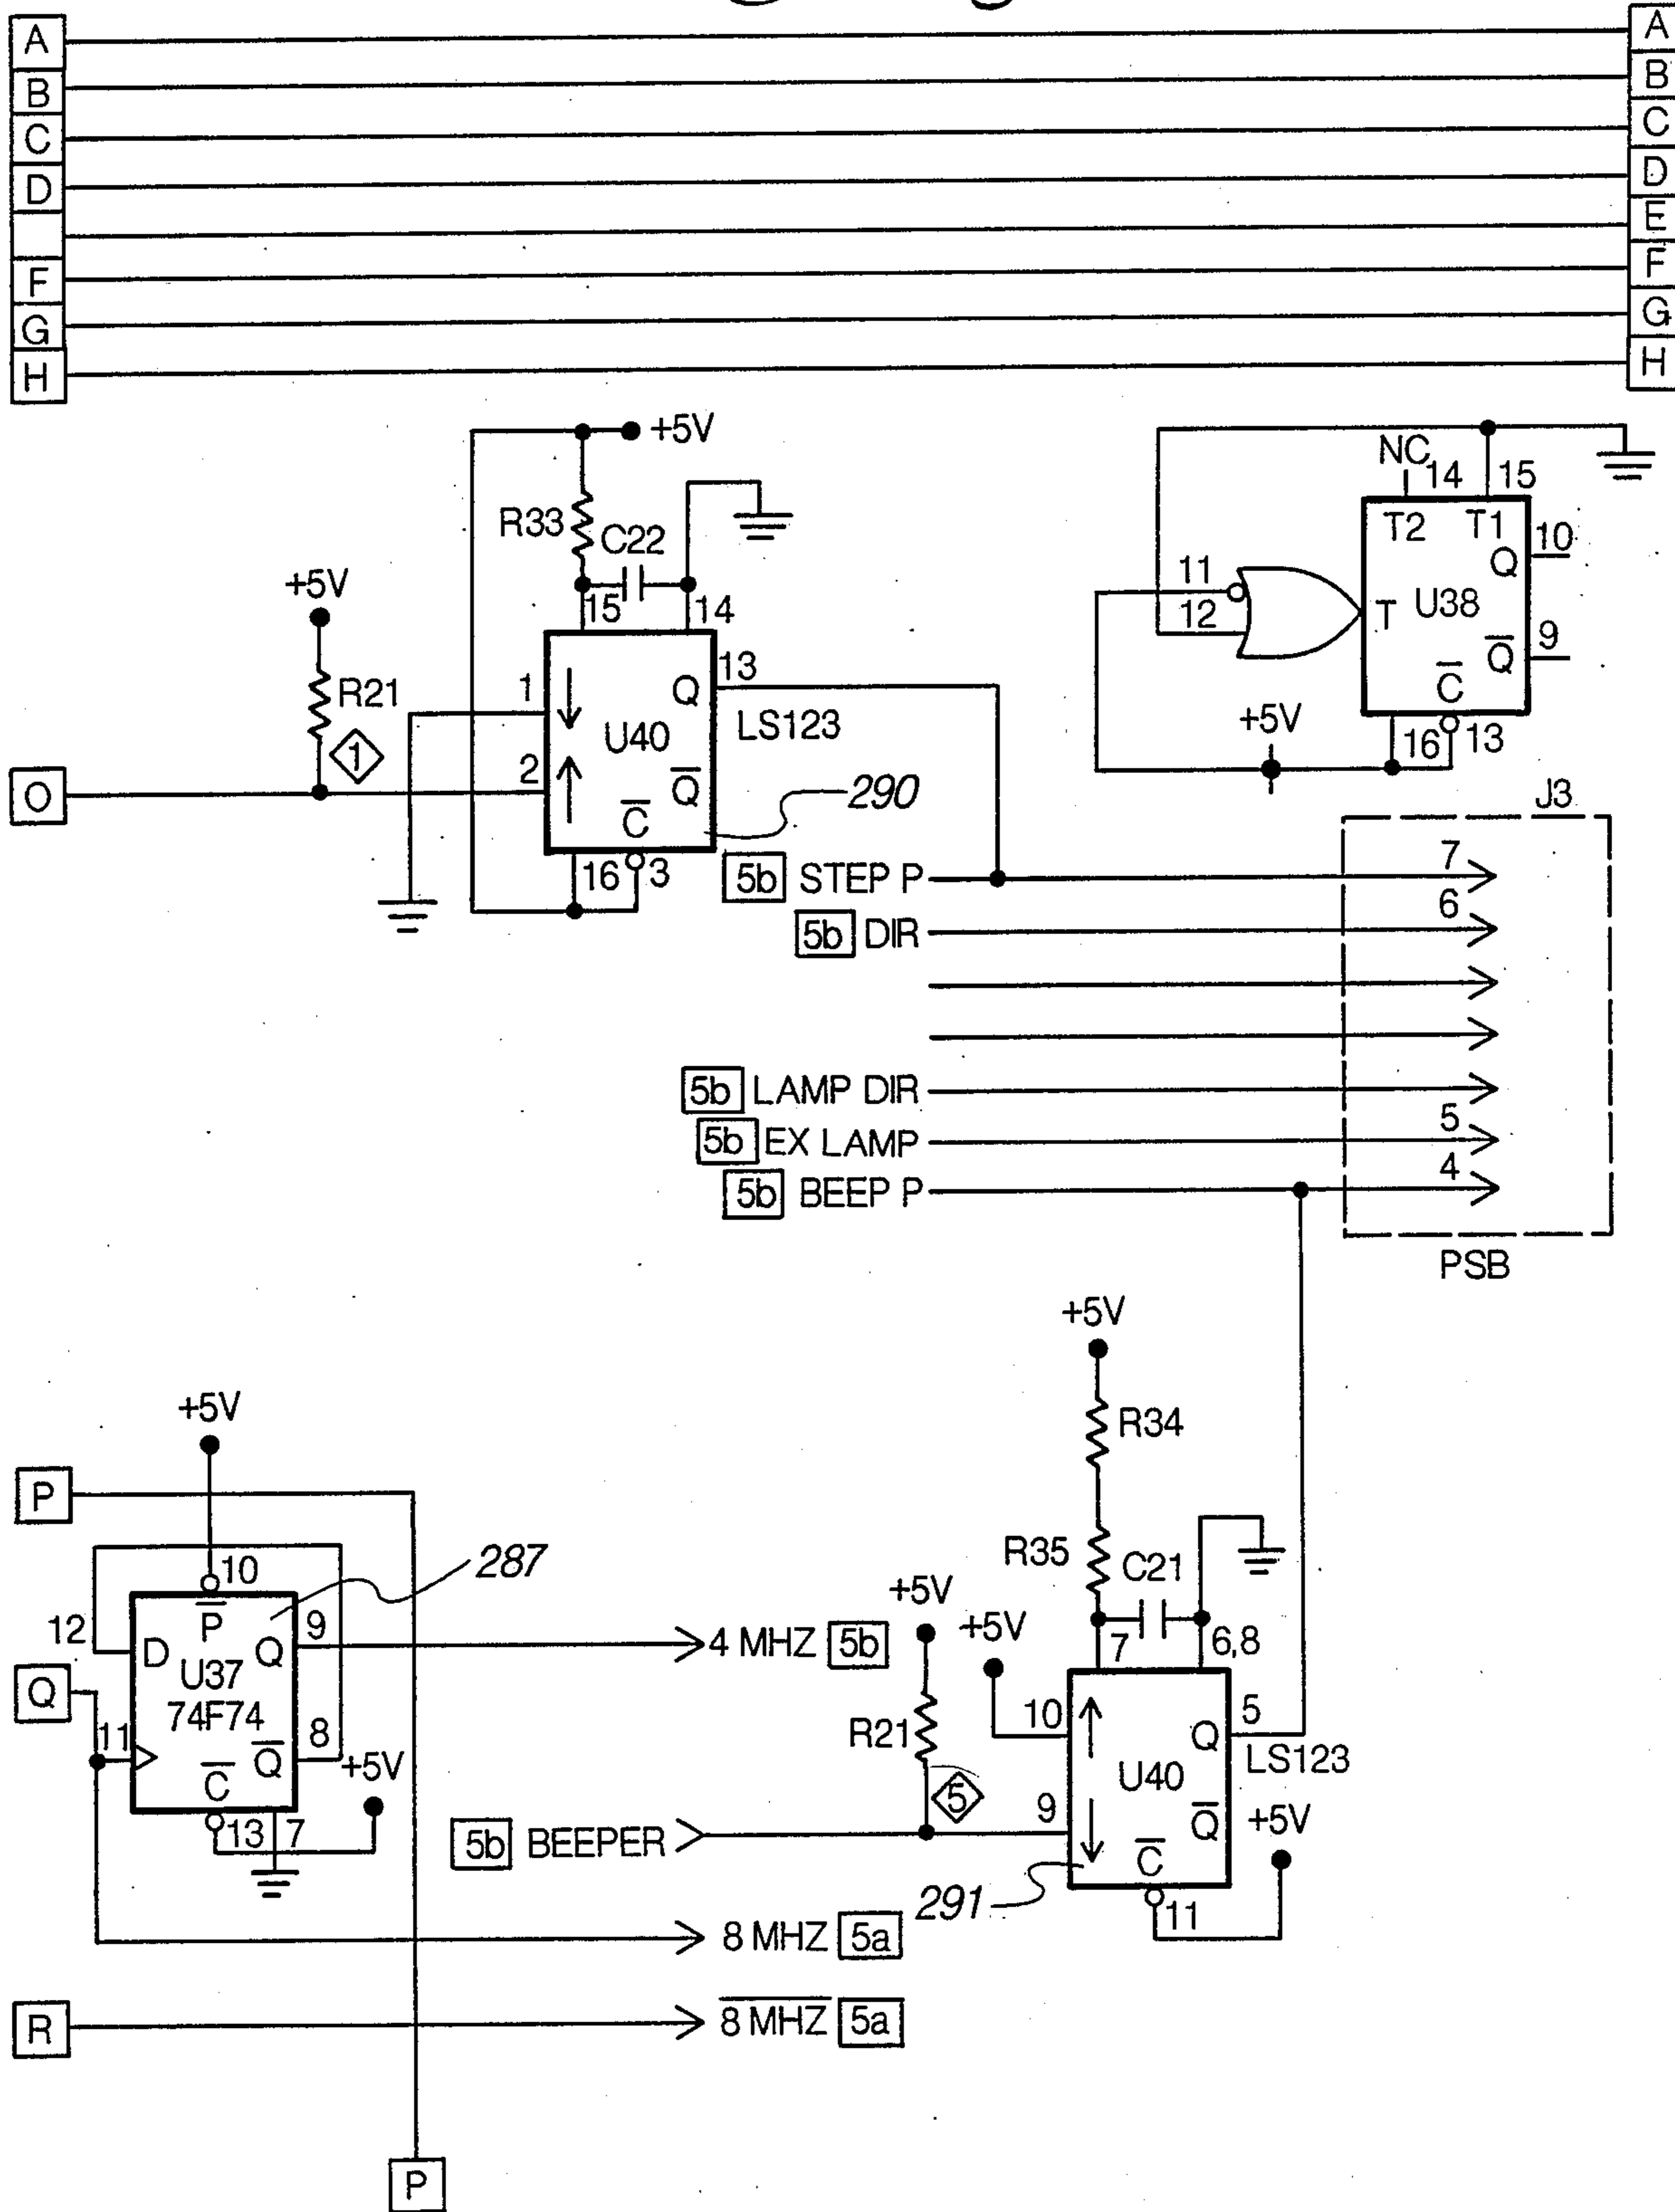 A A
B B
C C
D D
E
F F
G G
H H
+5V
NC 14 15
R33 C22
T2 T1
10
Q
+5V
15 14
11
12
T U38
13
1 Q
9
Q̅
R21
LS123
C̅
1
U40
+5V
16 13
2
Q̅
O
C̅
290
J3
16 3
5b STEP P 7
5b DIR 6
5b LAMP DIR
5b EX LAMP 5
5b BEEP P 4
PSB
+5V
+5V
R34
P
10
287
R35 C21
+5V
12 P̅ 9
+5V
7 6,8
D Q
4 MHZ 5b
U37
Q
74F74
10 5
Q
R21
11 8
Q̅
+5V
LS123
U40
C̅
5
9
+5V
13 7
Q̅
5b BEEPER
C̅
291
11
8 MHZ 5a
R
8 MHZ 5a
P